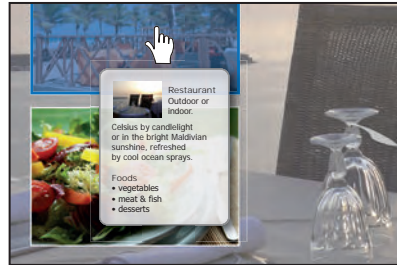 Restaurant
Outdoor or
indoor.
Celsius by candlelight
or in the bright Maldivian
sunshine, refreshed
by cool ocean sprays.
Foods
• vegetables
• meat & fish
• desserts